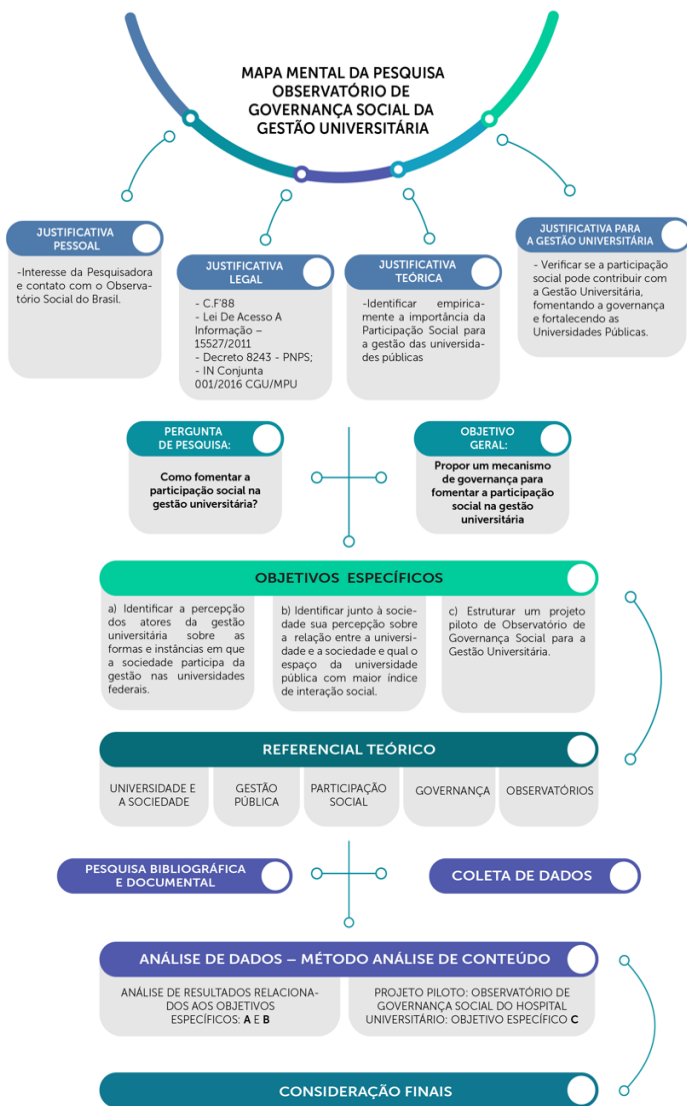 MAPA MENTAL DA PESQUISA
OBSERVATÓRIO DE
GOVERNANÇA SOCIAL DA
GESTÃO UNIVERSITÁRIA
JUSTIFICATIVA
PESSOAL
-Interesse da Pesquisadora
e contato com o Observa-
tório Social do Brasil.
JUSTIFICATIVA
LEGAL
- C.F'88
- Lei De Acesso A
Informação –
15527/2011
- Decreto 8243 - PNPS;
- IN Conjunta
001/2016 CGU/MPU
JUSTIFICATIVA
TEÓRICA
-Identificar empirica-
mente a importância da
Participação Social para
a gestão das universida-
des públicas
JUSTIFICATIVA PARA
A GESTÃO UNIVERSITÁRIA
- Verificar se a participação
social pode contribuir com
a Gestão Universitária,
fomentando a governança
e fortalecendo as
Universidades Públicas.
PERGUNTA
DE PESQUISA:
Como fomentar a
participação social na
gestão universitária?
OBJETIVO
GERAL:
Propor um mecanismo
de governança para
fomentar a participação
social na gestão
universitária
OBJETIVOS ESPECÍFICOS
a) Identificar a percepção
dos atores da gestão
universitária sobre as
formas e instâncias em que
a sociedade participa da
gestão nas universidades
federais.
b) Identificar junto à socie-
dade sua percepção sobre
a relação entre a universi-
dade e a sociedade e qual o
espaço da universidade
pública com maior índice
de interação social.
c) Estruturar um projeto
piloto de Observatório de
Governança Social para a
Gestão Universitária.
REFERENCIAL TEÓRICO
UNIVERSIDADE E
A SOCIEDADE
GESTÃO
PÚBLICA
PARTICIPAÇÃO
SOCIAL
GOVERNANÇA
OBSERVATÓRIOS
PESQUISA BIBLIOGRÁFICA
E DOCUMENTAL
COLETA DE DADOS
ANÁLISE DE DADOS – MÉTODO ANÁLISE DE CONTEÚDO
ANÁLISE DE RESULTADOS RELACIONA-
DOS AOS OBJETIVOS
ESPECÍFICOS: A E B
PROJETO PILOTO: OBSERVATÓRIO DE
GOVERNANÇA SOCIAL DO HOSPITAL
UNIVERSITÁRIO: OBJETIVO ESPECÍFICO C
CONSIDERAÇÃO FINAIS